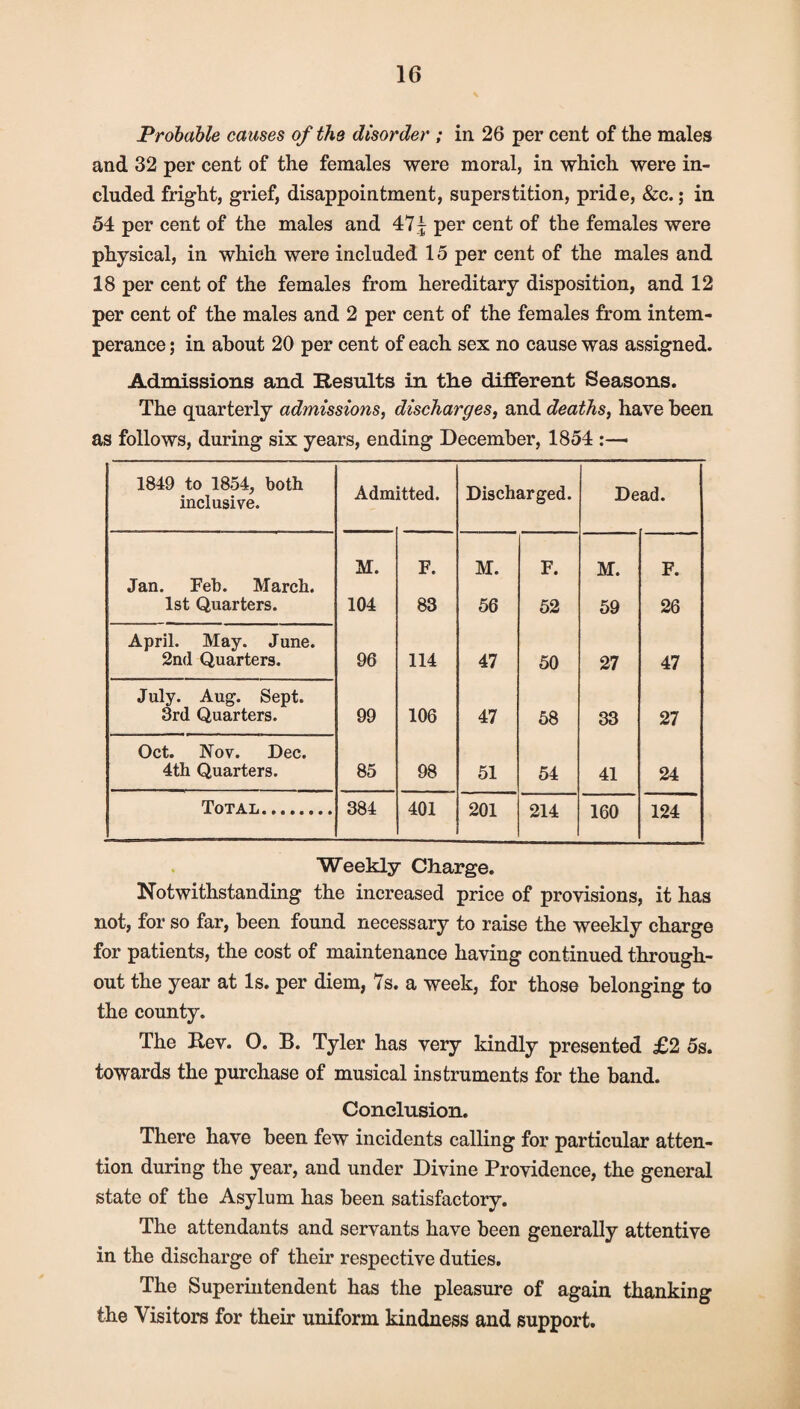 16
Probable causes of the disorder ; in 26 per cent of the males
and 32 per cent of the females were moral, in which were in-
cluded fright, grief, disappointment, superstition, pride, &c. ; in
54 per cent of the males and 47¼ per cent of the females were
physical, in which were included 15 per cent of the males and
18 per cent of the females from hereditary disposition, and 12
per cent of the males and 2 per cent of the females from intem-
perance ; in about 20 per cent of each sex no cause was assigned.
Admissions and Results in the different Seasons.
The quarterly admissions, discharges, and deaths, have been
as follows, during six years, ending December, 1854 :—
1849 to 1854, both inclusive. Admitted. Discharged. Dead.
M. F. M. F. M. F.
Jan. Feb. March.
1st Quarters. 104 83 56 52 59 26
April. May. June.
2nd Quarters. 96 114 47 50 27 47
July. Aug. Sept.
3rd Quarters. 99 106 47 58 33 27
Oct. Nov. Dec.
4th Quarters. 85 98 51 54 41 24
Total........ 384 401 201 214 160 124
Weekly Charge.
Notwithstanding the increased price of provisions, it has
not, for so far, been found necessary to raise the weekly charge
for patients, the cost of maintenance having continued through-
out the year at 1s. per diem, 7s. a week, for those belonging to
the county.
The Rev. O. B. Tyler has very kindly presented £2 5s.
towards the purchase of musical instruments for the band.
Conclusion.
There have been few incidents calling for particular atten-
tion during the year, and under Divine Providence, the general
state of the Asylum has been satisfactory.
The attendants and servants have been generally attentive
in the discharge of their respective duties.
The Superintendent has the pleasure of again thanking
the Visitors for their uniform kindness and support.